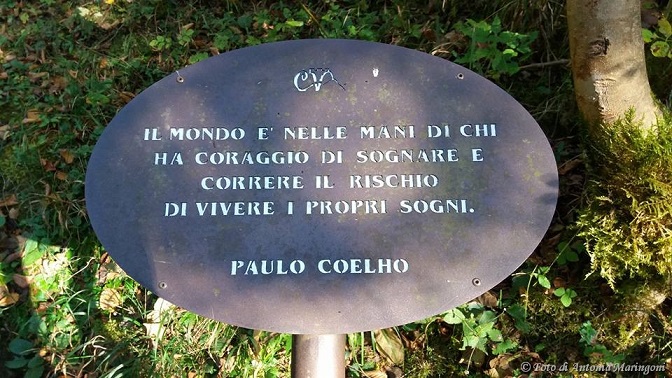 IL MONDO E' NELLE MANI DI CHI
HA CORAGGIO DI SOGNARE E
CORRERE IL RISCHIO
DI VIVERE I PROPRI SOGNI.
PAULO COELHO
© Foto di Antonia Maringoni